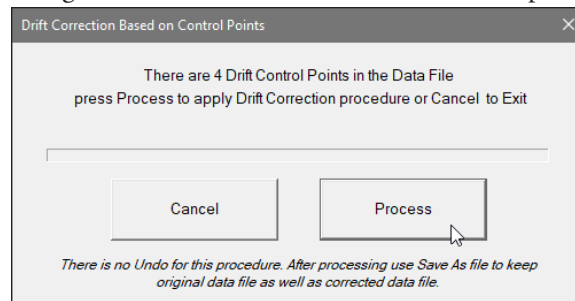 Drift Correction Based on Control Points
There are 4 Drift Control Points in the Data File
press Process to apply Drift Correction procedure or Cancel to Exit
Cancel
Process
There is no Undo for this procedure. After processing use Save As file to keep
original data file as well as corrected data file.